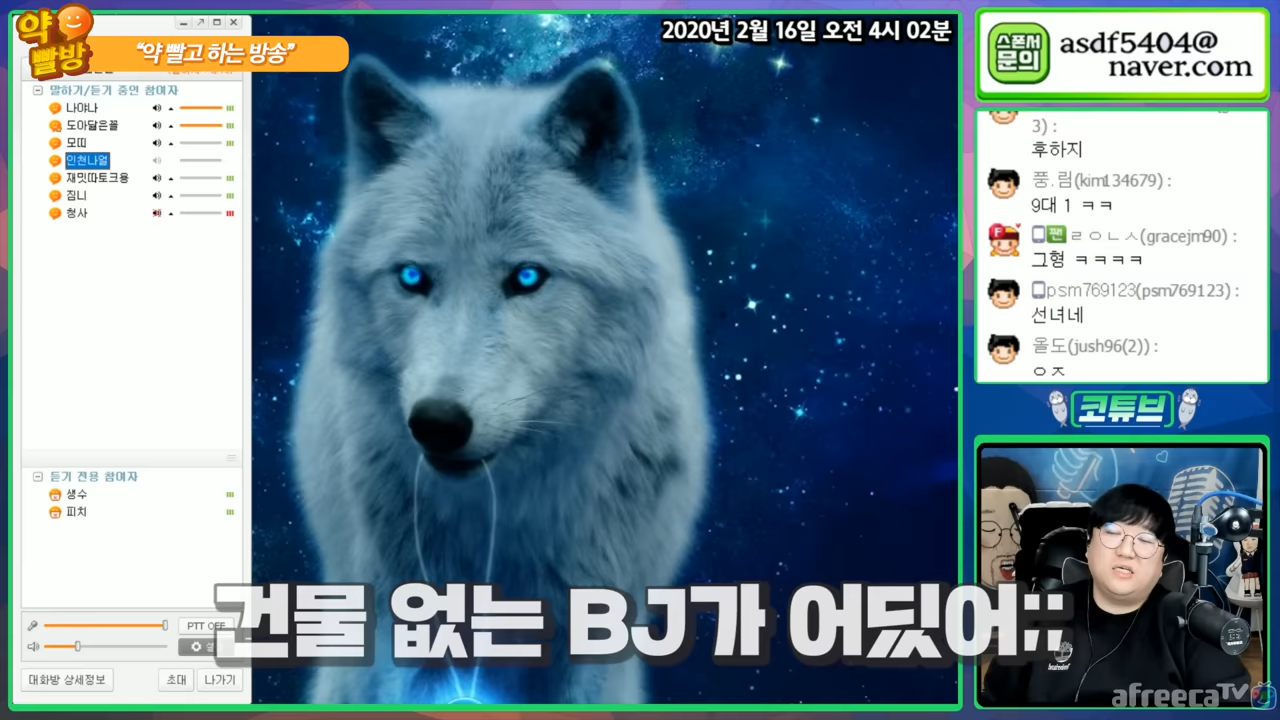 약
빨방
“약 빨고 하는 방송”
2020년 2월 16일 오전 4시 02분
말하기/듣기 중인 참여자
나야나
도아닮은꼴
모띠
인천나얼
재밋따토크용
짐니
청사
듣기 전용 참여자
생수
피치
PTT OFF
대화방 상세정보
초대
나가기
건물 없는 BJ가 어딨어;;
스폰서
문의
asdf5404@
naver.com
3) :
후하지
풍.림(kim134679) :
9대 1 ㅋㅋ
팬 ㄹㅇㄴㅅ(gracejm90) :
그형 ㅋㅋㅋㅋ
psm769123(psm769123) :
선녀네
올도(jush96(2)) :
ㅇㅈ
코튜브
afreecaTV